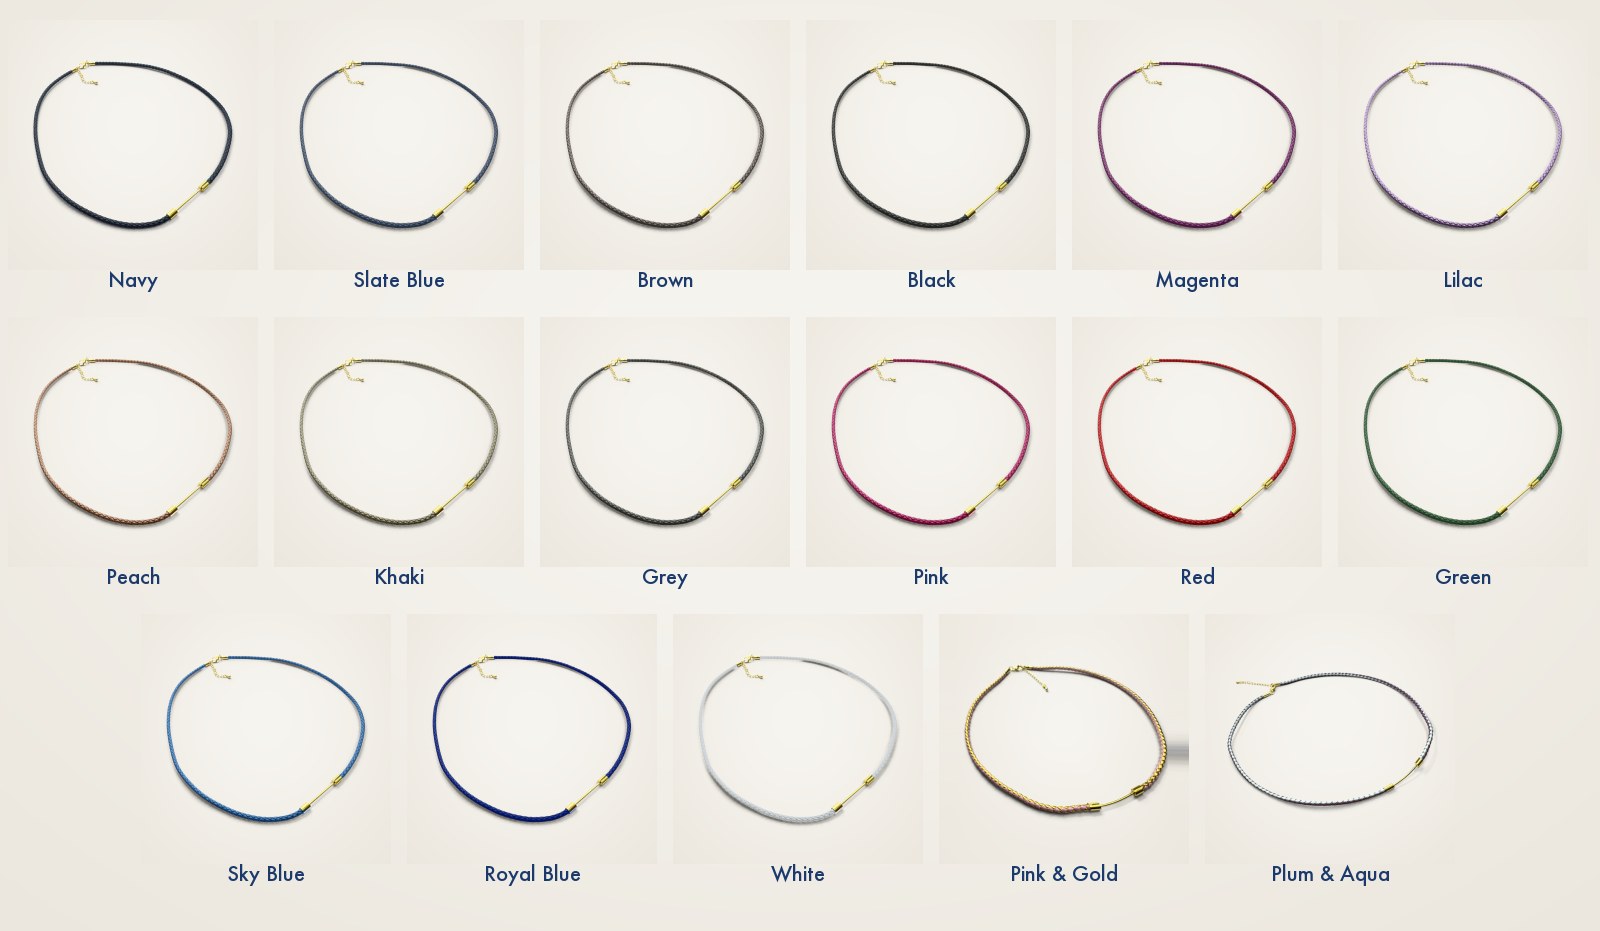 Navy
Slate Blue
Brown
Black
Magenta
Lilac
Peach
Khaki
Grey
Pink
Red
Green
Sky Blue
Royal Blue
White
Pink & Gold
Plum & Aqua